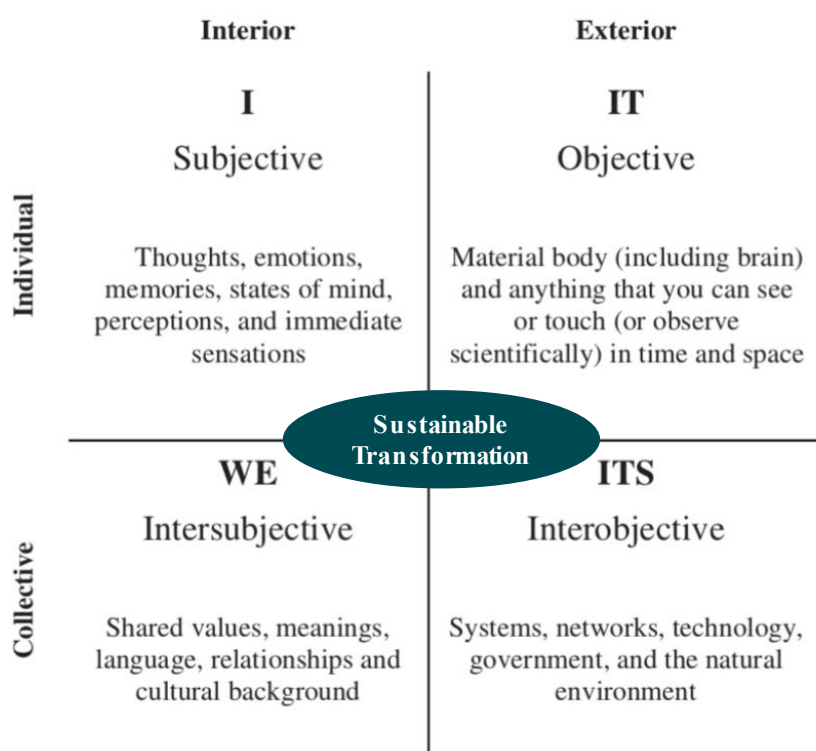 Interior
Exterior
Individual
I
Subjective
Thoughts, emotions,
memories, states of mind,
perceptions, and immediate
sensations
IT
Objective
Material body (including brain)
and anything that you can see
or touch (or observe
scientifically) in time and space
Sustainable
Transformation
Collective
WE
Intersubjective
Shared values, meanings,
language, relationships and
cultural background
ITS
Interobjective
Systems, networks, technology,
government, and the natural
environment